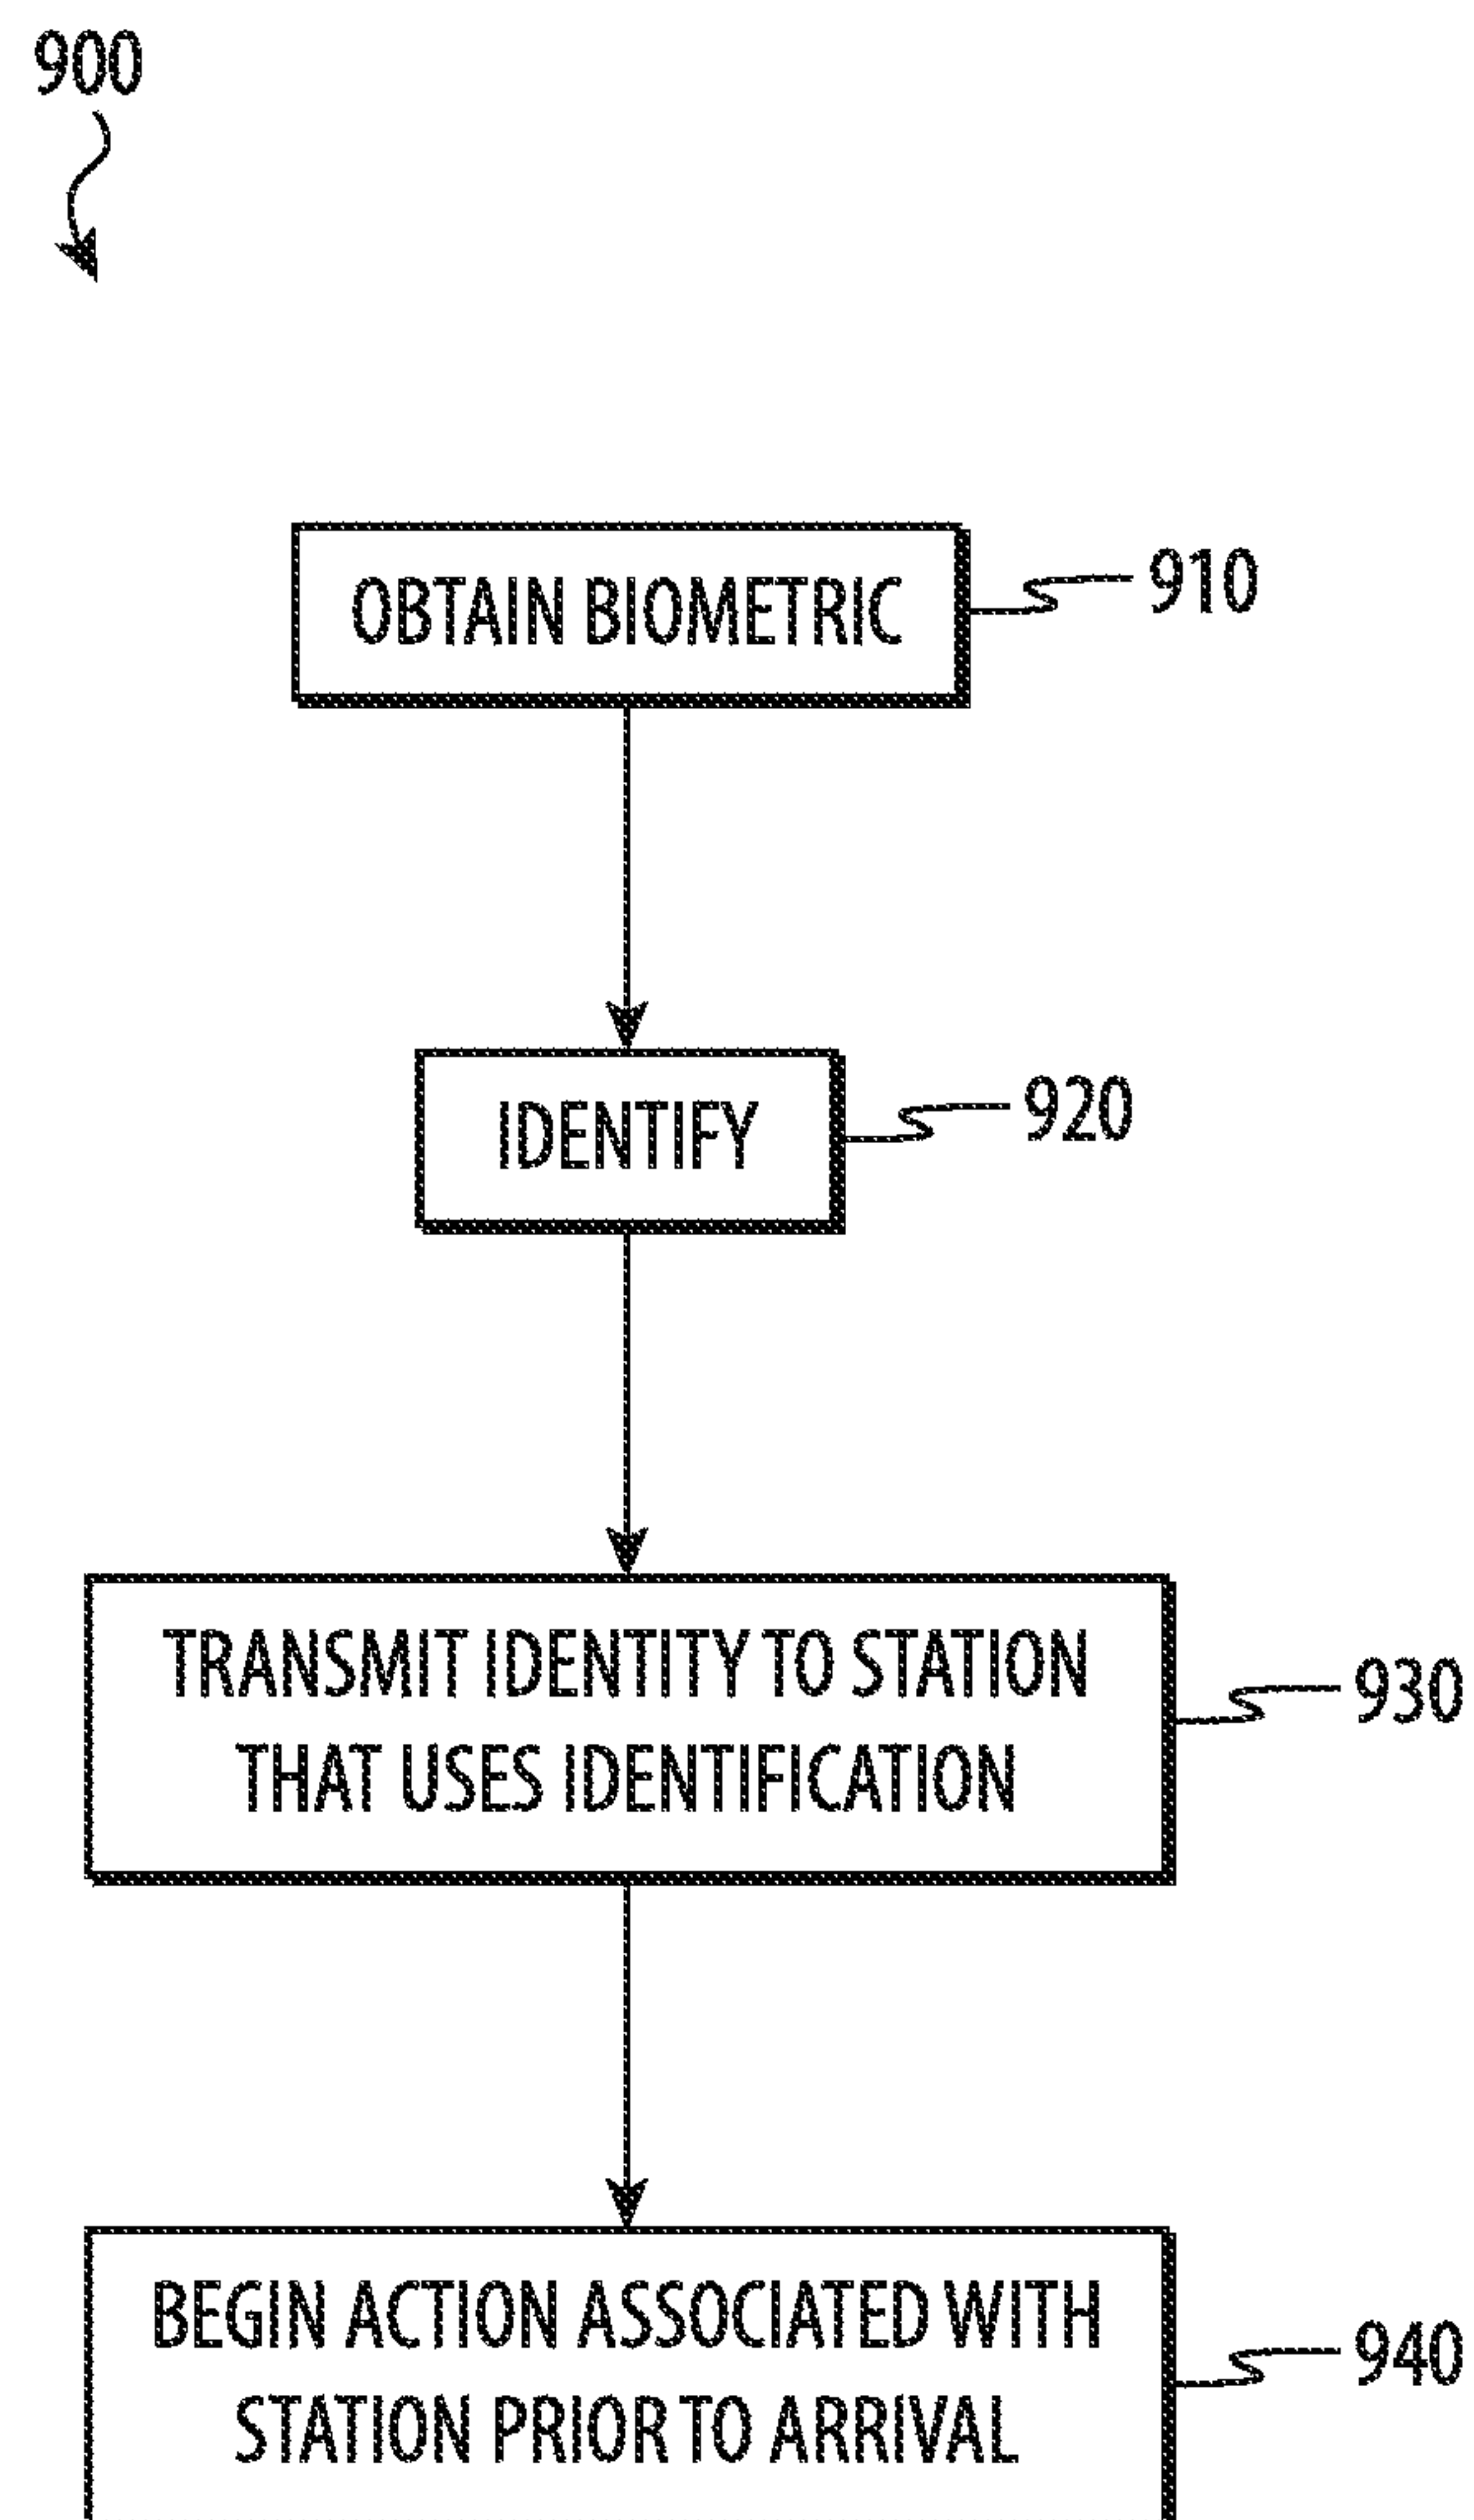 900
OBTAIN BIOMETRIC
910
IDENTIFY
920
TRANSMIT IDENTITY TO STATION
THAT USES IDENTIFICATION
930
BEGIN ACTION ASSOCIATED WITH
STATION PRIOR TO ARRIVAL
940